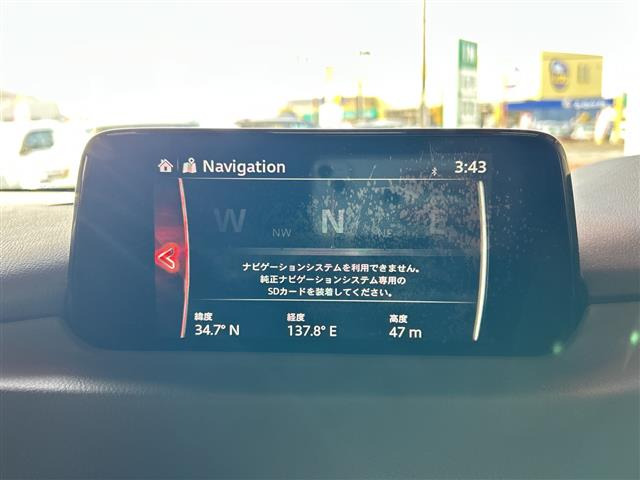 Navigation
3:43
W NW N NE E
ナビゲーションシステムを利用できません。
純正ナビゲーションシステム専用の
SDカードを装着してください。
緯度 経度 高度
34.7° N 137.8° E 47 m